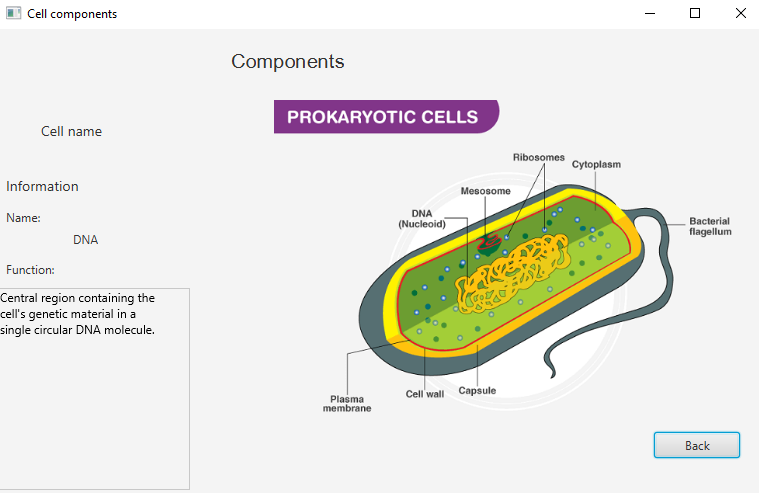 Cell components
Components
Cell name
Information
Name:
DNA
Function:
Central region containing the
cell's genetic material in a
single circular DNA molecule.
PROKARYOTIC CELLS
Ribosomes
Cytoplasm
Mesosome
DNA
(Nucleoid)
Bacterial
flagellum
Plasma
membrane
Cell wall
Capsule
Back